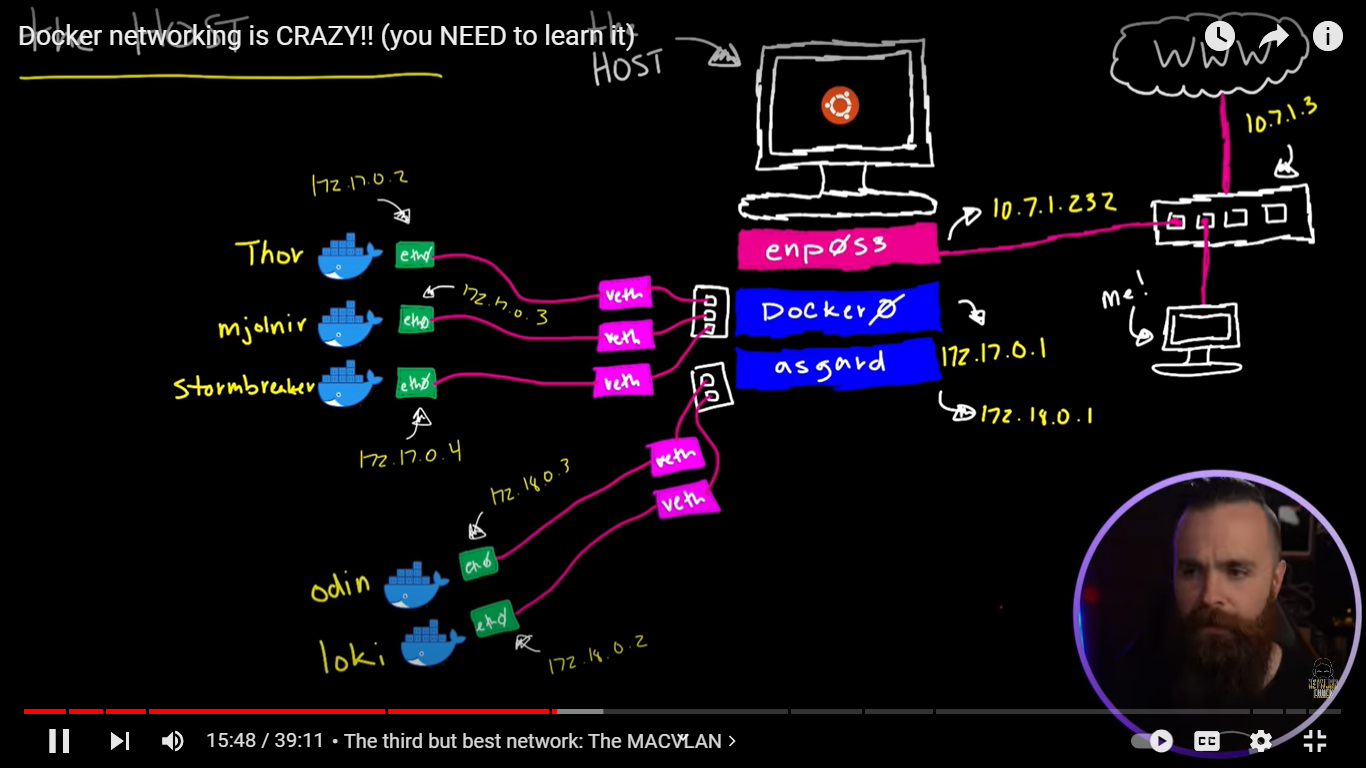 Docker networking is CRAZY!! (you NEED to learn it)
the HOST
the
HOST
WWW
10.7.1.3
172.17.0.2
10.7.1.232
Thor
eth0
enp0s3
veth
172.17.0.3
me!
mjolnir
eth0
veth
Docker0
172.17.0.1
stormbreaker
eth0
veth
asgard
172.18.0.1
172.17.0.4
veth
172.18.0.3
veth
odin
eth0
loki
eth0
172.18.0.2
NETWORK
CHUCK
15:48 / 39:11 • The third but best network: The MACVLAN >
CC